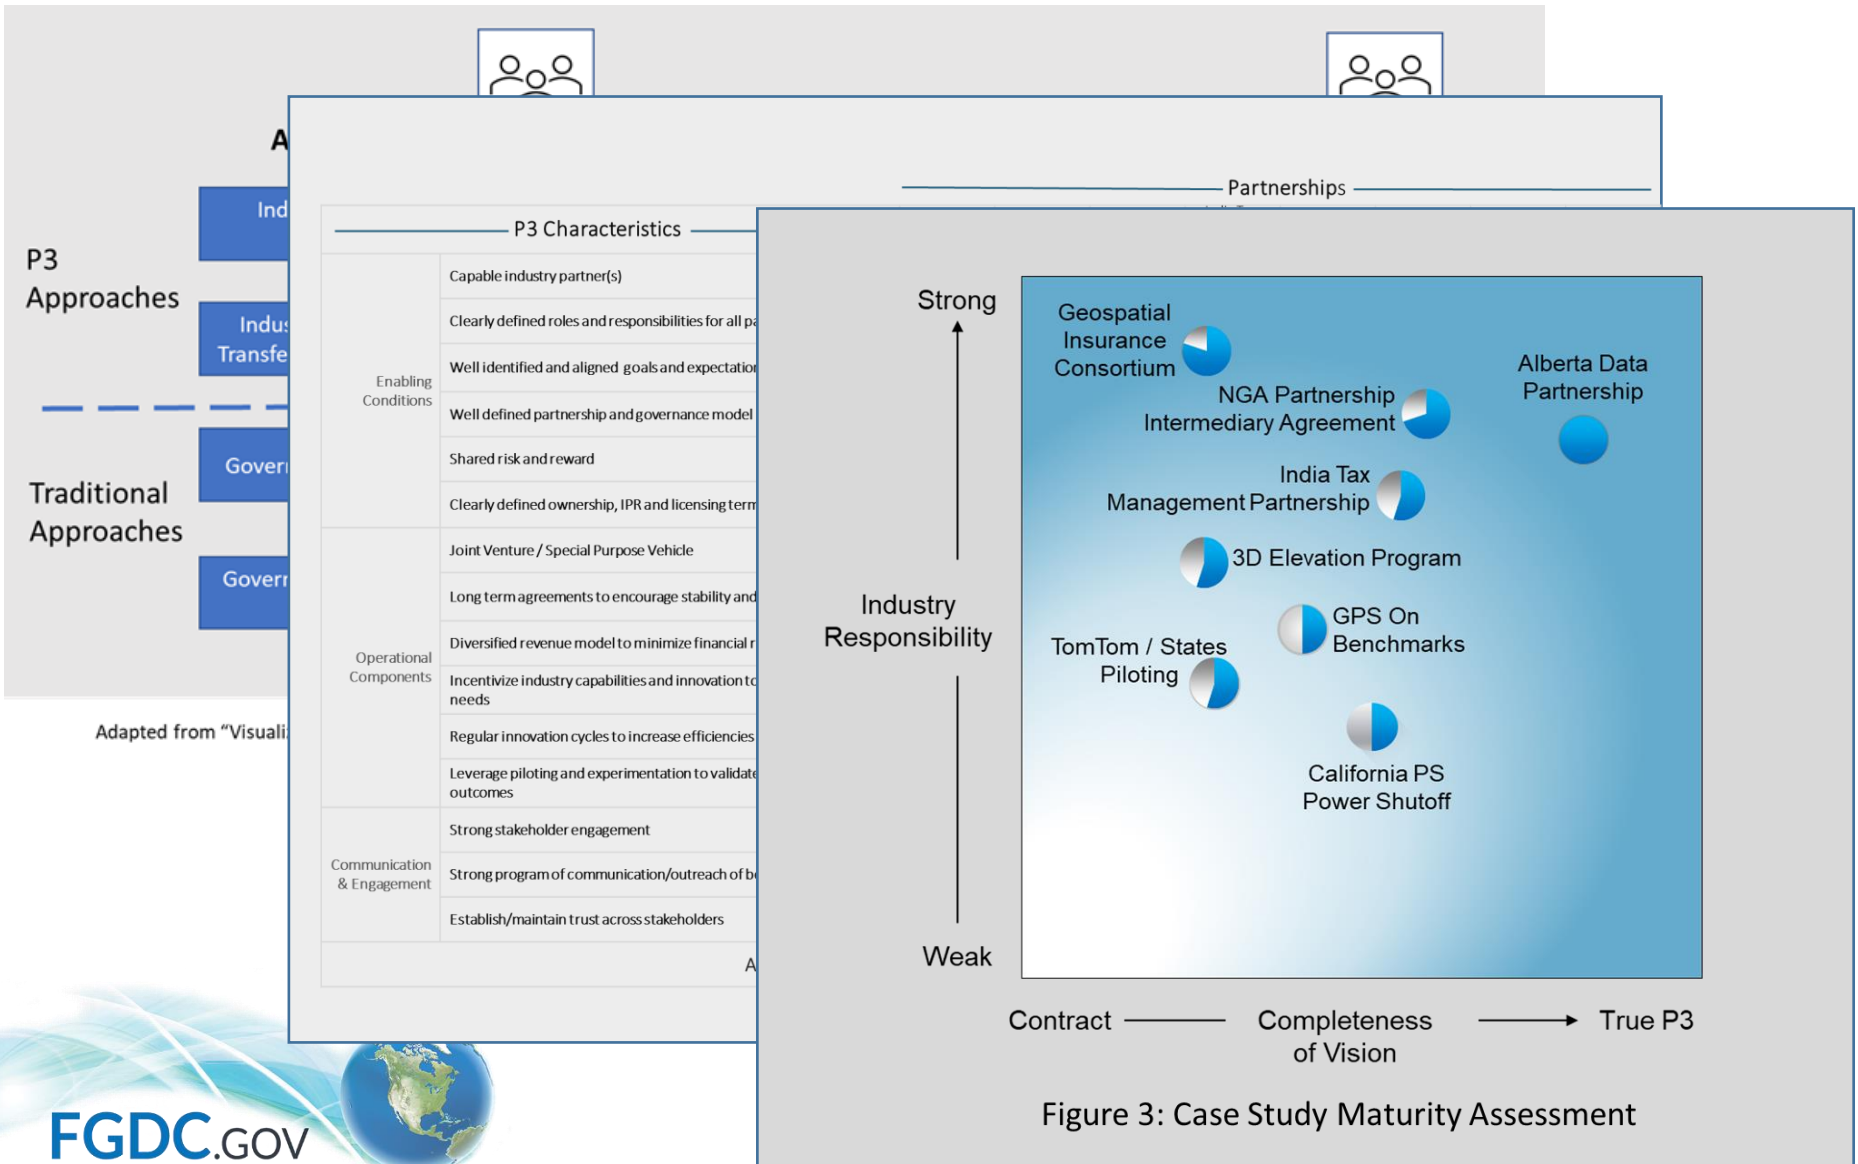 A
P3
Approaches
Ind
Indus
Transfe
Traditional
Approaches
Govern
Govern
Adapted from “Visuali
Partnerships
P3 Characteristics
Enabling
Conditions
Capable industry partner(s)
Clearly defined roles and responsibilities for all pa
Well identified and aligned goals and expectation
Well defined partnership and governance model
Shared risk and reward
Clearly defined ownership, IPR and licensing term
Operational
Components
Joint Venture / Special Purpose Vehicle
Long term agreements to encourage stability and
Diversified revenue model to minimize financial r
Incentivize industry capabilities and innovation to
needs
Regular innovation cycles to increase efficiencies
Leverage piloting and experimentation to validate
outcomes
Communication
& Engagement
Strong stakeholder engagement
Strong program of communication/outreach of be
Establish/maintain trust across stakeholders
A
Strong
Industry
Responsibility
Weak
Geospatial
Insurance
Consortium
NGA Partnership
Intermediary Agreement
Alberta Data
Partnership
India Tax
Management Partnership
3D Elevation Program
GPS On
Benchmarks
TomTom / States
Piloting
California PS
Power Shutoff
Contract
Completeness
of Vision
True P3
Figure 3: Case Study Maturity Assessment
FGDC.GOV